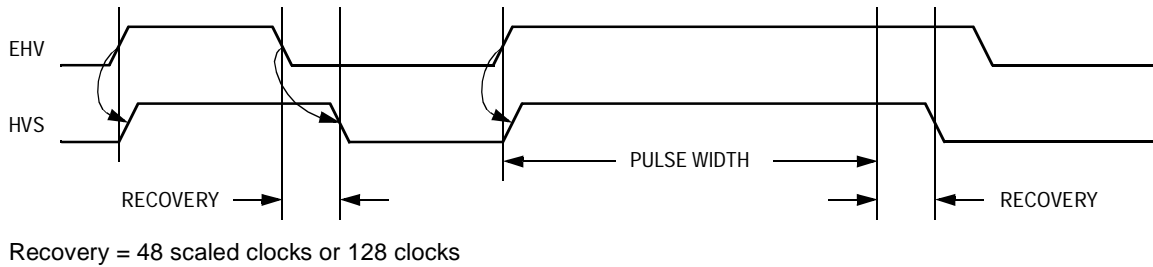 EHV
HVS
PULSE WIDTH
RECOVERY
RECOVERY
Recovery = 48 scaled clocks or 128 clocks